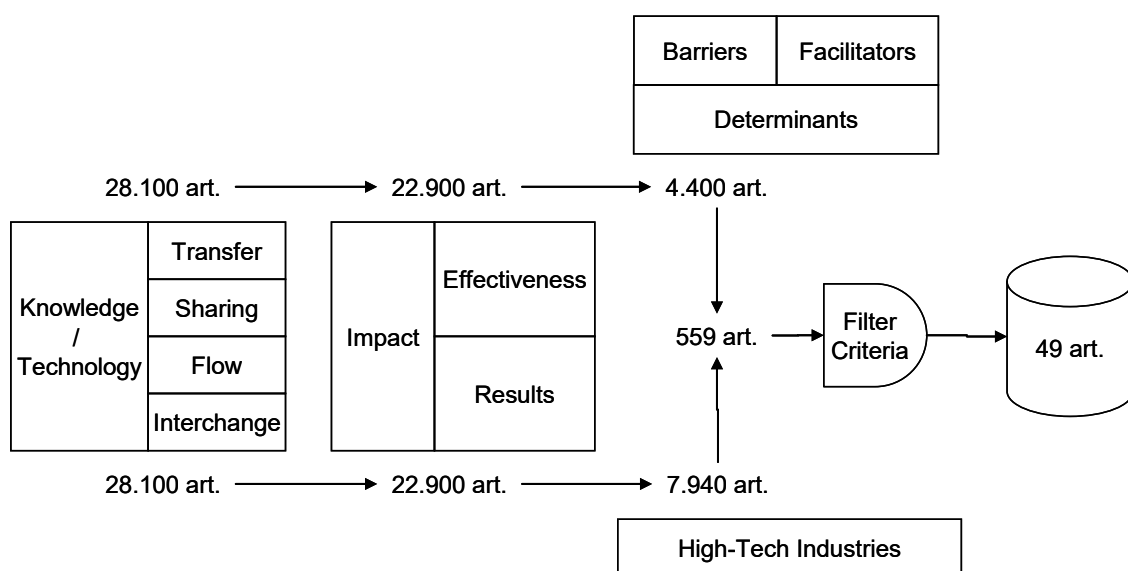 Barriers
Facilitators
Determinants
28.100 art.
22.900 art.
4.400 art.
Knowledge
/
Technology
Transfer
Sharing
Flow
Interchange
Impact
Effectiveness
Results
559 art.
Filter
Criteria
49 art.
28.100 art.
22.900 art.
7.940 art.
High-Tech Industries